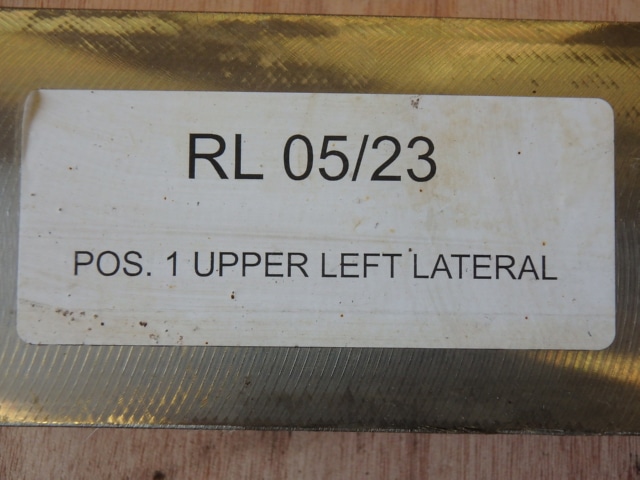 RL 05/23
POS. 1 UPPER LEFT LATERAL